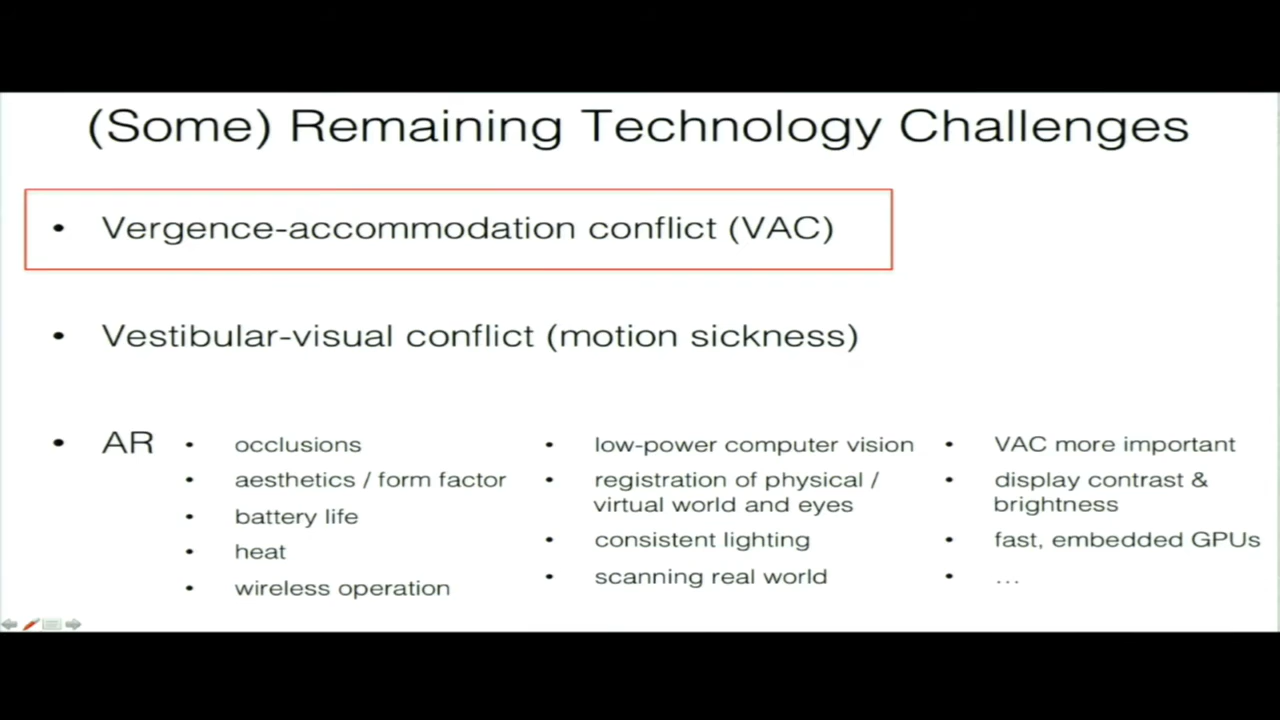 (Some) Remaining Technology Challenges
• Vergence-accommodation conflict (VAC)
• Vestibular-visual conflict (motion sickness)
• AR
• occlusions
• aesthetics / form factor
• battery life
• heat
• wireless operation
• low-power computer vision
• registration of physical /
virtual world and eyes
• consistent lighting
• scanning real world
• VAC more important
• display contrast &
brightness
• fast, embedded GPUs
• ...